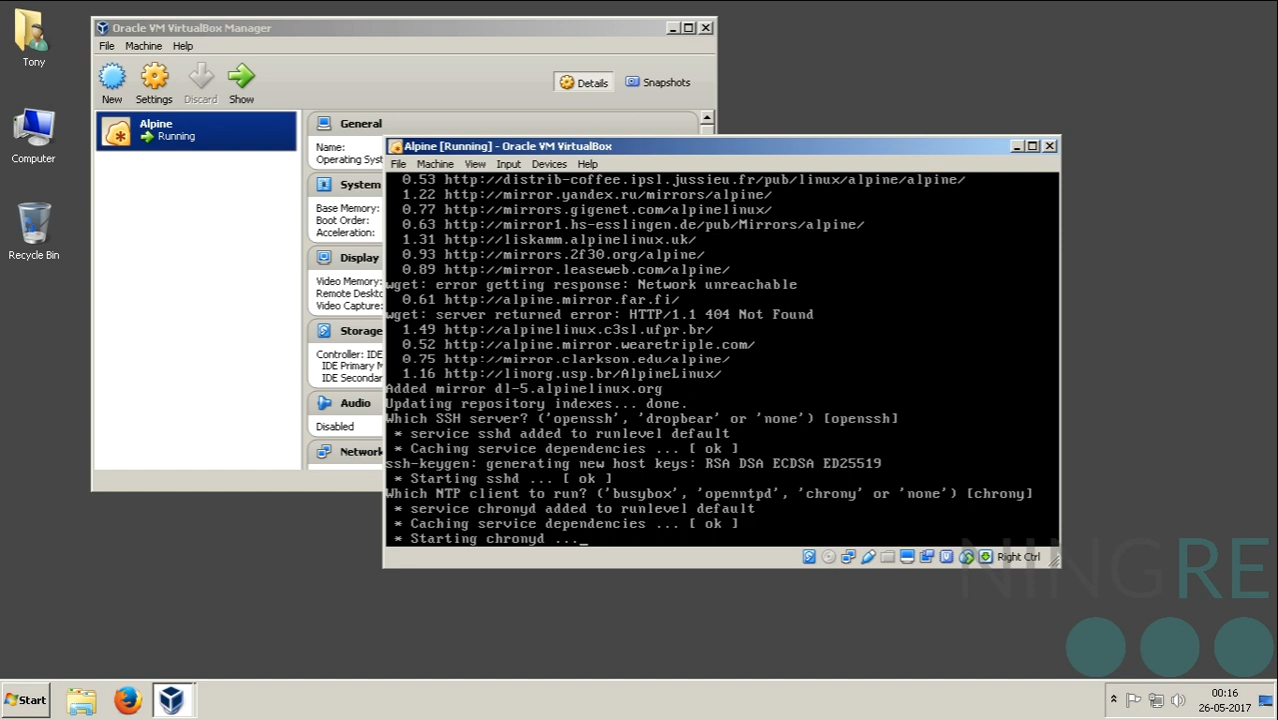 Tony
Computer
Recycle Bin
Oracle VM VirtualBox Manager
File Machine Help
New Settings Discard Show
Details Snapshots
Alpine
Running
General
Name:
Operating Syst
System
Base Memory:
Boot Order:
Acceleration:
Display
Video Memory:
Remote Deskto
Video Capture:
Storage
Controller: IDE
IDE Primary M
IDE Secondar
Audio
Disabled
Network
Alpine [Running] - Oracle VM VirtualBox
File Machine View Input Devices Help
0.53 http://distrib-coffee.ipsl.jussieu.fr/pub/linux/alpine/alpine/
1.22 http://mirror.yandex.ru/mirrors/alpine/
0.77 http://mirrors.gigenet.com/alpinelinux/
0.63 http://mirror1.hs-esslingen.de/pub/Mirrors/alpine/
1.31 http://liskamm.alpinelinux.uk/
0.93 http://mirrors.2f30.org/alpine/
0.89 http://mirror.leaseweb.com/alpine/
wget: error getting response: Network unreachable
0.61 http://alpine.mirror.far.fi/
wget: server returned error: HTTP/1.1 404 Not Found
1.49 http://alpinelinux.c3sl.ufpr.br/
0.52 http://alpine.mirror.wearetriple.com/
0.75 http://mirror.clarkson.edu/alpine/
1.16 http://linorg.usp.br/AlpineLinux/
Added mirror dl-5.alpinelinux.org
Updating repository indexes... done.
Which SSH server? ('openssh', 'dropbear' or 'none') [openssh]
* service sshd added to runlevel default
* Caching service dependencies ... [ ok ]
ssh-keygen: generating new host keys: RSA DSA ECDSA ED25519
* Starting sshd ... [ ok ]
Which NTP client to run? ('busybox', 'openntpd', 'chrony' or 'none') [chrony]
* service chronyd added to runlevel default
* Caching service dependencies ... [ ok ]
* Starting chronyd ..._
Right Ctrl
NINGRE
Start
00:16
26-05-2017